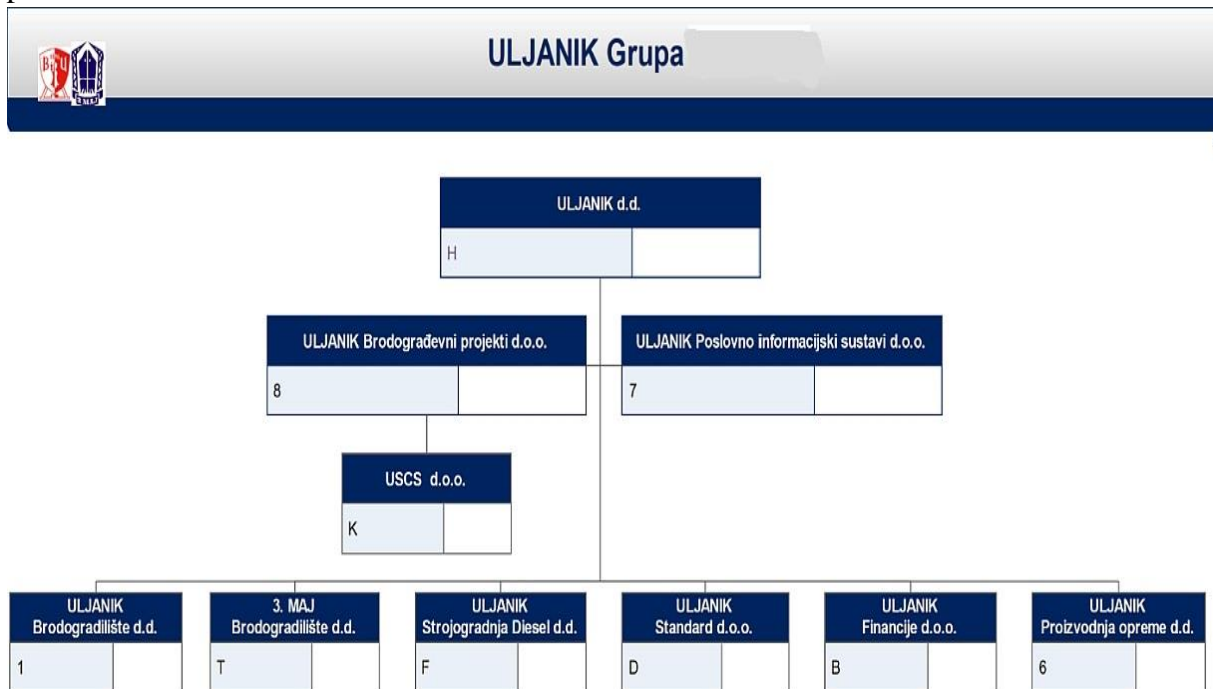 ULJANIK Grupa
ULJANIK d.d.
H
ULJANIK Brodograđevni projekti d.o.o.
8
ULJANIK Poslovno informacijski sustavi d.o.o.
7
USCS d.o.o.
K
ULJANIK
Brodogradilište d.d.
1
3. MAJ
Brodogradilište d.d.
T
ULJANIK
Strojogradnja Diesel d.d.
F
ULJANIK
Standard d.o.o.
D
ULJANIK
Financije d.o.o.
B
ULJANIK
Proizvodnja opreme d.d.
6